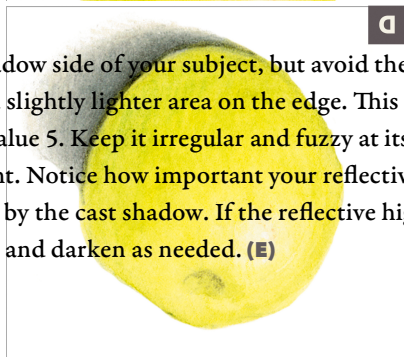 D
dow side of your subject, but avoid the
slightly lighter area on the edge. This
alue 5. Keep it irregular and fuzzy at its
nt. Notice how important your reflectiv
by the cast shadow. If the reflective hi
and darken as needed. (E)